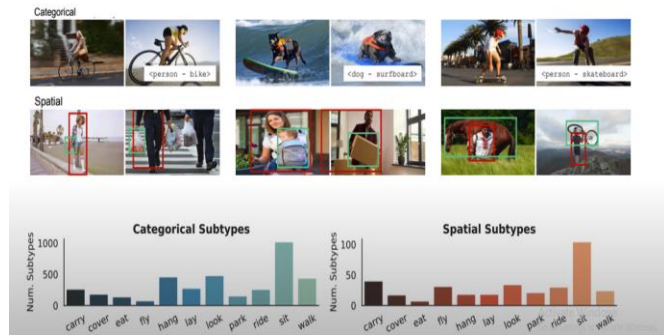 Categorical
<person - bike>
<dog - surfboard>
<person - skateboard>
Spatial
Categorical Subtypes
Num. Subtypes
1000
500
0
carry cover eat fly hang lay look park ride sit walk
Spatial Subtypes
Num. Subtypes
100
50
0
carry cover eat fly hang lay look park ride sit walk